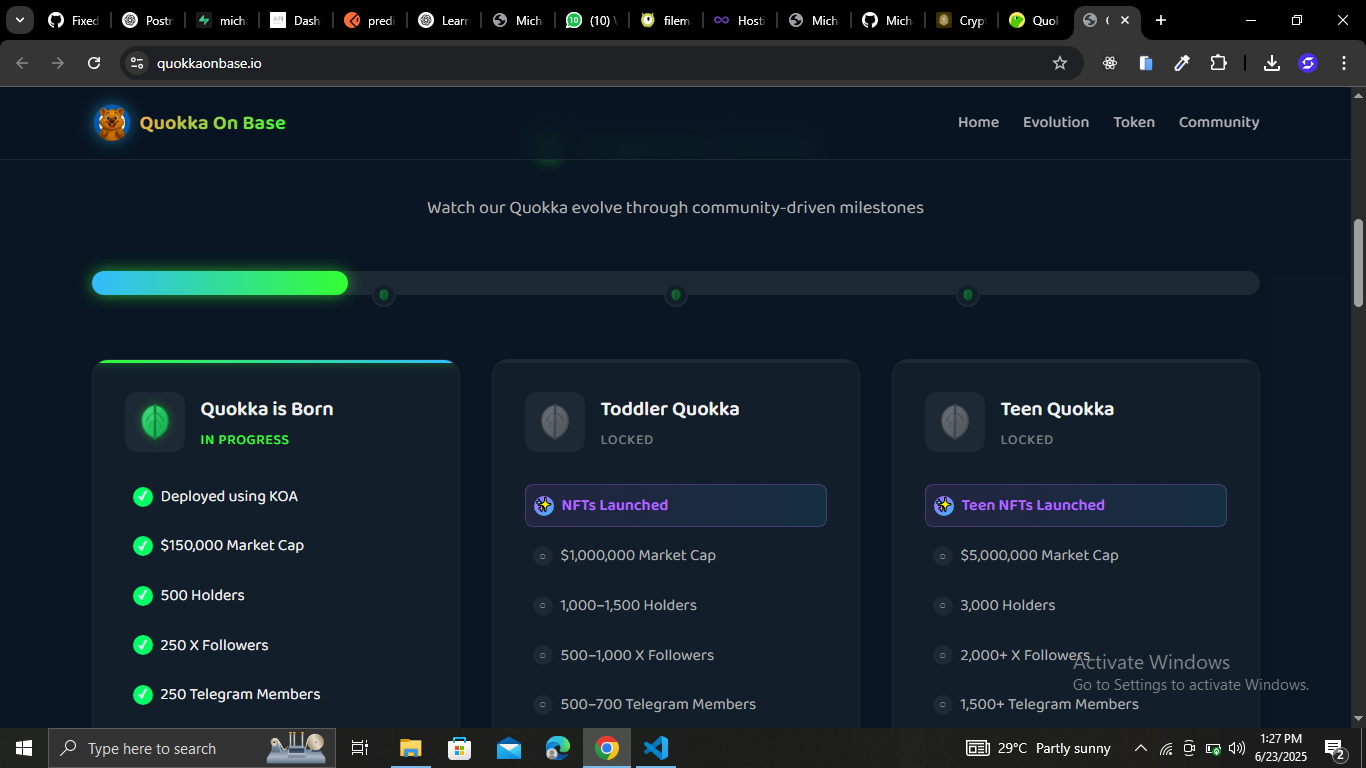 Fixed
Postr
mich
Dash
predi
Learn
Mich
(10)
filem
Hosti
Mich
Mich
Cryp
Quok
quokkaonbase.io
Quokka On Base
Home
Evolution
Token
Community
Watch our Quokka evolve through community-driven milestones
Quokka is Born
IN PROGRESS
Deployed using KOA
$150,000 Market Cap
500 Holders
250 X Followers
250 Telegram Members
Toddler Quokka
LOCKED
NFTs Launched
$1,000,000 Market Cap
1,000–1,500 Holders
500–1,000 X Followers
500–700 Telegram Members
Teen Quokka
LOCKED
Teen NFTs Launched
$5,000,000 Market Cap
3,000 Holders
2,000+ X Followers
1,500+ Telegram Members
Activate Windows
Go to Settings to activate Windows.
Type here to search
29°C Partly sunny
1:27 PM
6/23/2025
2